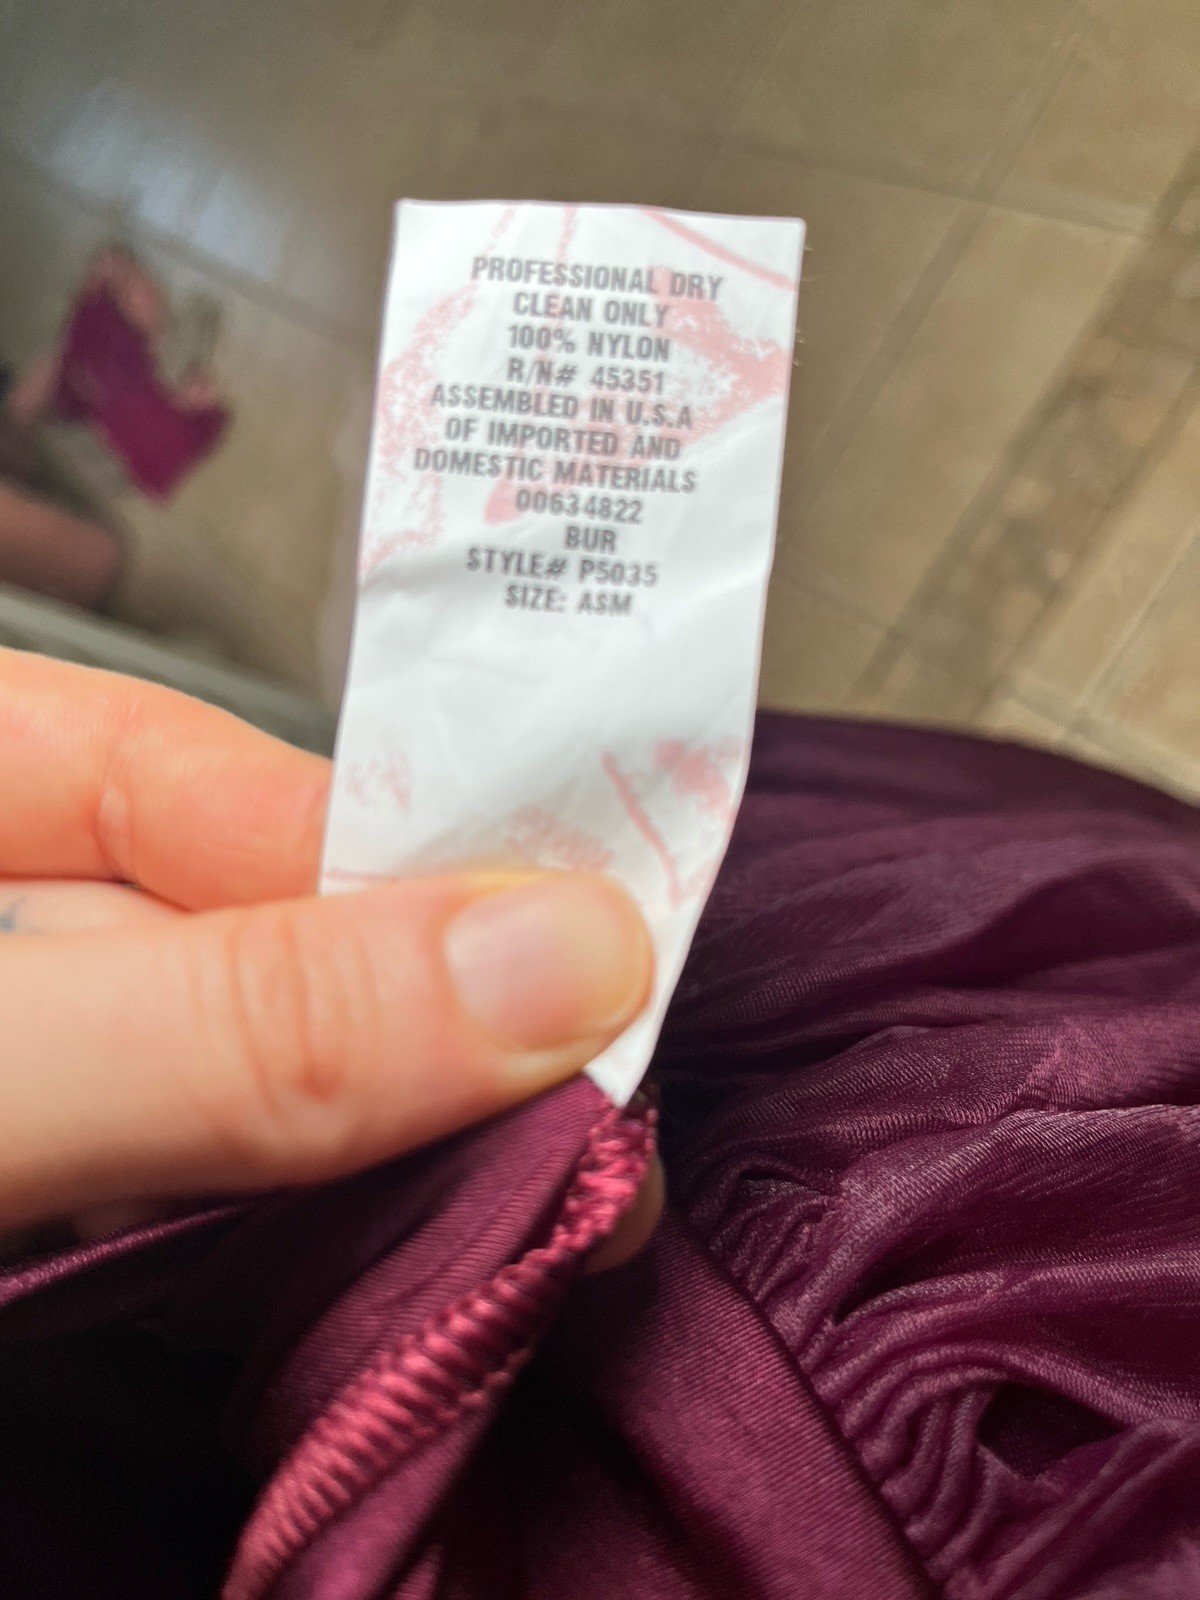 PROFESSIONAL DRY
CLEAN ONLY
100% NYLON
R/N# 45351
ASSEMBLED IN U.S.A
OF IMPORTED AND
DOMESTIC MATERIALS
00634822
BUR
STYLE# P5035
SIZE: ASM